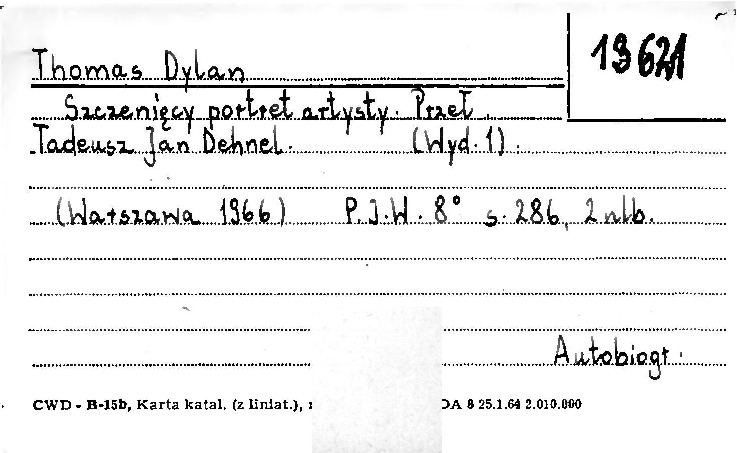 19621
Thomas Dylan
Szczenięcy portret artysty. Przeł.
Tadeusz Jan Dehnel. (Wyd. 1).
(Warszawa 1966) P.I.W. 8° s. 286, 2 nlb.
Autobiogr.
CWD - B-15b, Karta katal. (z liniat.), DA 8 25.1.64 2.010.000